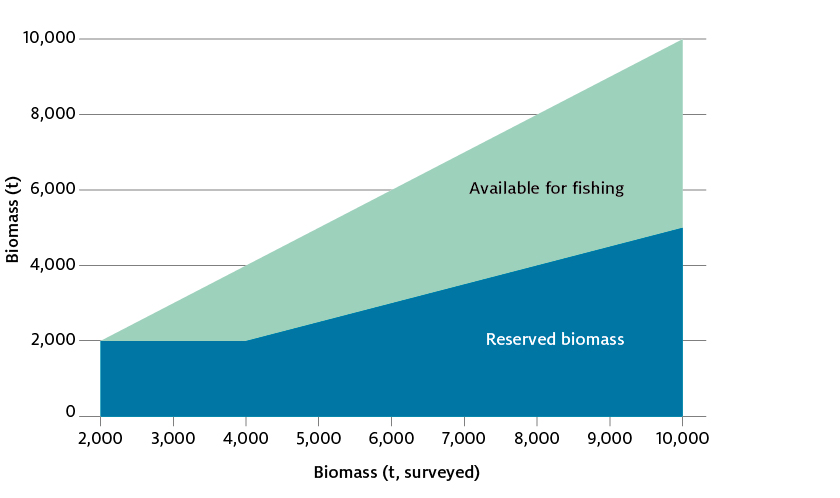 10,000
8,000
6,000
4,000
2,000
0
Biomass (t)
Available for fishing
Reserved biomass
2,000 3,000 4,000 5,000 6,000 7,000 8,000 9,000 10,000
Biomass (t, surveyed)